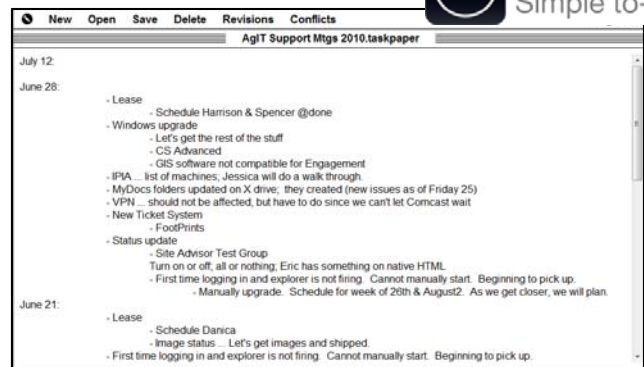 Simple to-
New Open Save Delete Revisions Conflicts
AgIT Support Mtgs 2010.taskpaper
July 12:
June 28:
- Lease
- Schedule Harrison & Spencer @done
- Windows upgrade
- Let's get the rest of the stuff
- CS Advanced
- GIS software not compatible for Engagement
- IPIA ... list of machines; Jessica will do a walk through.
- MyDocs folders updated on X drive; they created (new issues as of Friday 25)
- VPN ... should not be affected, but have to do since we can't let Comcast wait
- New Ticket System
- FootPrints
- Status update
- Site Advisor Test Group
Turn on or off; all or nothing; Eric has something on native HTML
- First time logging in and explorer is not firing. Cannot manually start. Beginning to pick up.
- Manually upgrade. Schedule for week of 26th & August2. As we get closer, we will plan.
June 21:
- Lease
- Schedule Danica
- Image status ... Let's get images and shipped.
- First time logging in and explorer is not firing. Cannot manually start. Beginning to pick up.